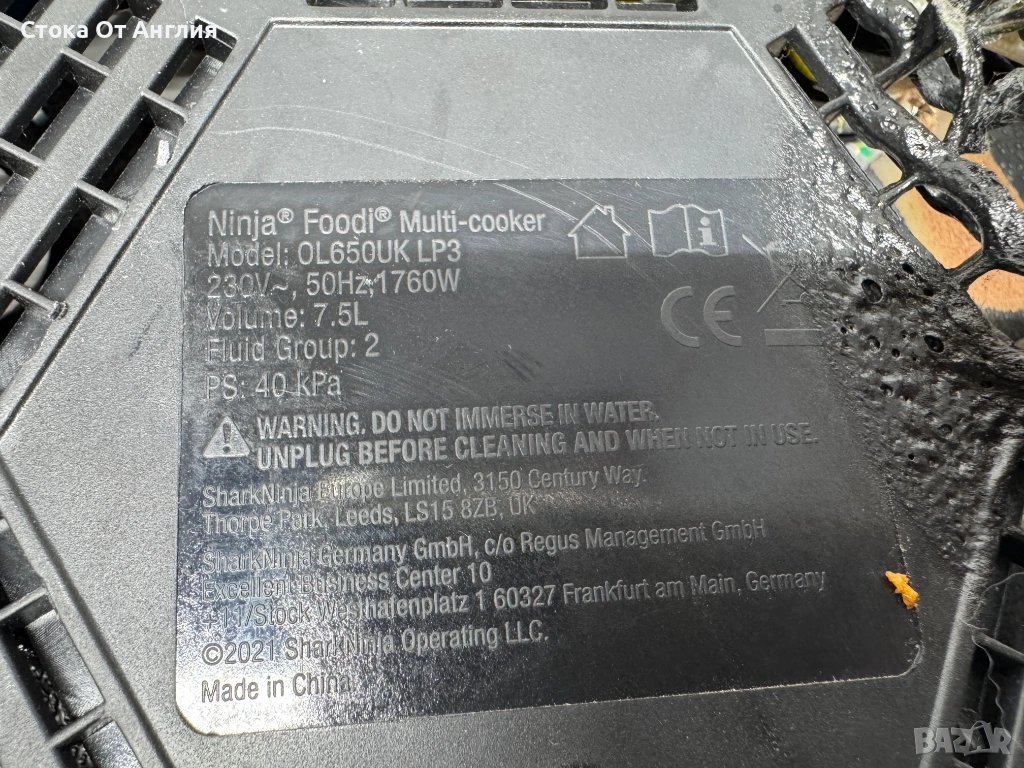 Стока От Англия
Ninja® Foodi® Multi-cooker
Model: OL650UK LP3
230V~, 50Hz,1760W
Volume: 7.5L
Fluid Group: 2
PS: 40 kPa
WARNING. DO NOT IMMERSE IN WATER.
UNPLUG BEFORE CLEANING AND WHEN NOT IN USE.
SharkNinja Europe Limited, 3150 Century Way.
Thorpe Park, Leeds, LS15 8ZB, UK
SharkNinja Germany GmbH, c/o Regus Management GmbH
Excellent Business Center 10
Westhafenplatz 1 60327 Frankfurt am Main, Germany
©2021 SharkNinja Operating LLC.
Made in China
CE
BAZAR